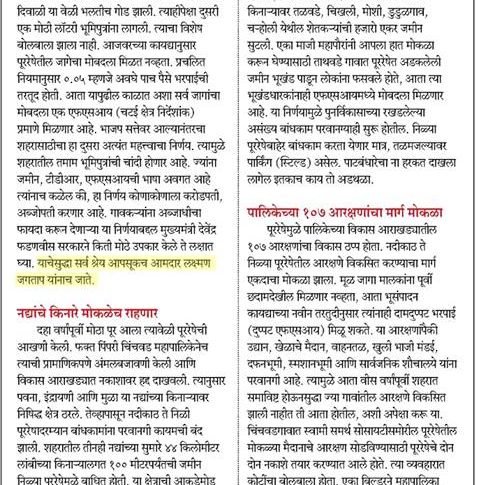 दिवाळी या वेळी भलतीच गोड झाली. त्याहीपेक्षा दुसरी
एक मोठी लॉटरी भूमिपुत्रांना लागली. त्याचा विशेष
बोलबाला झाला नाही. आजवरच्या कायद्यानुसार
पूररेषेतील जागेचा मोबदला मिळत नव्हता. प्रचलित
नियमानुसार ०.०५ म्हणजे अवघे पाच पैसे भरपाईची
तरतूद होती. आता यापुढील काळात अशा सर्व जागांचा
मोबदला एक एफएसआय (चटई क्षेत्र निर्देशांक)
प्रमाणे मिळणार आहे. भाजप सत्तेवर आल्यानंतरचा
शहरासाठीचा हा दुसरा अत्यंत महत्त्वाचा निर्णय. त्यामुळे
शहरातील तमाम भूमिपुत्रांची चांदी होणार आहे. ज्यांना
जमीन, टीडीआर, एफएसआयची भाषा अवगत आहे
त्यांनाच कळेल की, हा निर्णय कोणाकोणाला करोडपती,
अब्जोपती करणार आहे. गावकऱ्यांना अब्जाधीचा
फायदा करून देणाऱ्या या निर्णयाबद्दल मुख्यमंत्री देवेंद्र
फडणवीस सरकारने किती मोठे उपकार केले ते लक्षात
घ्या. याचेसुद्धा सर्व श्रेय आपसूकच आमदार लक्ष्मण
जगताप यांनाच जाते.
नद्यांचे किनारे मोकळेच राहणार
दहा वर्षांपूर्वी मोठा पूर आला त्यावेळी पूररेषेची
आखणी केली. फक्त पिंपरी चिंचवड महापालिकेनेच
त्याची प्रामाणिकपणे अंमलबजावणी केली आणि
विकास आराखड्यात नकाशावर हद्द दाखवली. त्यानुसार
पवना, इंद्रायणी आणि मुळा या नद्यांच्या किनाऱ्यावर
निषिद्ध क्षेत्र ठरले. तेव्हापासून नदीकाठ ते निळी
पूररेषादरम्यान बांधकामांना परवानगी कायमची बंद
झाली. शहरातील तीनही नद्यांच्या सुमारे ४४ किलोमीटर
लांबीच्या किनाऱ्यालगत १०० मीटरपर्यंतची जमीन
निळ्या पूररेषेमुळे बाधित होती. या क्षेत्राची आकडेमोड
किनाऱ्यावर तळवडे, चिखली, मोशी, डुडुळगाव,
चऱ्होली येथील शेतकऱ्यांची हजारो एकर जमीन
सुटली. एका माजी महापौरांनी आपला हात मोकळा
करून घेण्यासाठी ताथवडे गावात पूररेषेत अडकलेली
जमीन भूखंड पाडून लोकांना फसवले होते, आता त्या
भूखंडधारकांनाही एफएसआयमध्ये मोबदला मिळणार
आहे. या निर्णयामुळे पुनर्विकासाच्या रखडलेल्या
असंख्य बांधकाम परवानग्याही सुरू होतील. निळ्या
पूररेषेबाहेर बांधकाम करता येणार मात्र, तळमजल्यावर
पार्किंग (स्टिल्ड) असेल. पाटबंधारेचा ना हरकत दाखला
लागेल इतकाच काय तो अडथळा.
पालिकेच्या १०७ आरक्षणांचा मार्ग मोकळा
पूररेषेमुळे पालिकेच्या विकास आराखड्यातील
१०७ आरक्षणांचा विकास ठप्प होता. नदीकाठ ते
निळ्या पूररेषेतील आरक्षणे विकसित करण्याचा मार्ग
एकदाचा मोकळा झाला. मूळ जागा मालकांना पूर्वी
छदामदेखील मिळणार नव्हता, आता भूसंपादन
कायद्याच्या नवीन तरतुदीनुसार त्यांनाही दामदुप्पट भरपाई
(दुप्पट एफएसआय) मिळू शकते. या आरक्षणांपैकी
उद्यान, खेळाचे मैदान, वाहनतळ, खुली भाजी मंडई,
दफनभूमी, स्मशानभूमी आणि सार्वजनिक शौचालये यांना
परवानगी आहे. त्यामुळे आता वीस वर्षांपूर्वी शहरात
समाविष्ट होऊनसुद्धा ज्या गावांतील आरक्षणे विकसित
झाली नाहीत ती आता होतील, अशी अपेक्षा करू या.
चिंचवडगावात स्वामी समर्थ सोसायटीसमोरील पूररेषेतील
मोकळ्या मैदानाचे आरक्षण सोडविण्यासाठी पूररेषेचे दोन
दोन नकाशे तयार करण्यात आले होते. त्या व्यवहारात
कोटींचा बोलबाला होता. एका बिल्डरने महापालिका